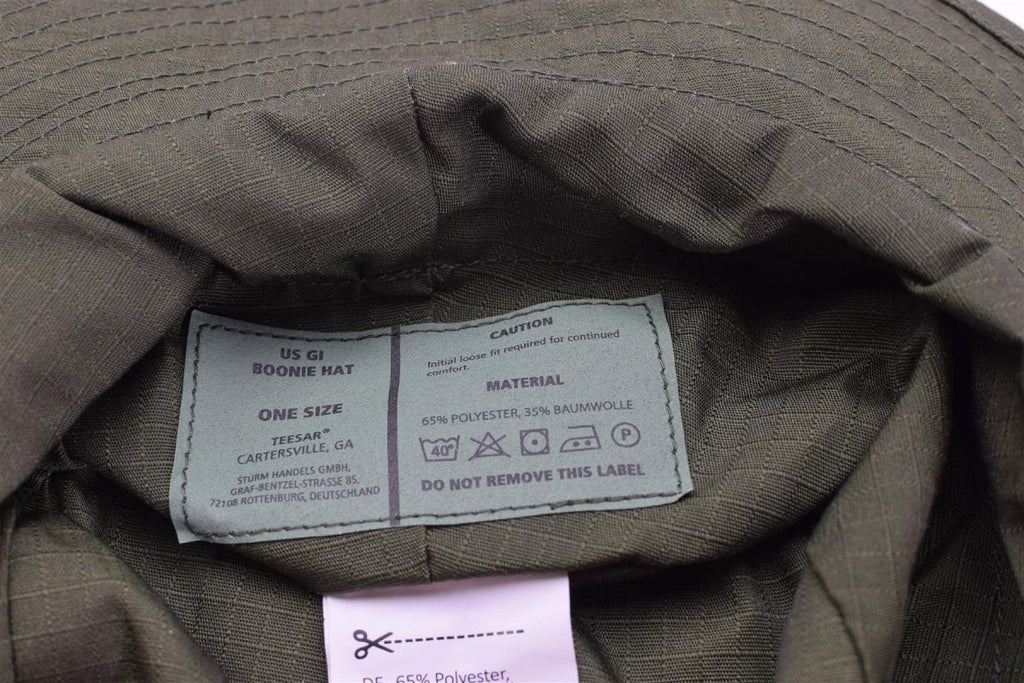 US GI
BOONIE HAT
ONE SIZE
TEESAR®
CARTERSVILLE, GA
STURM HANDELS GMBH,
GRAF-BENTZEL-STRASSE 85,
72108 ROTTENBURG, DEUTSCHLAND
CAUTION
Initial loose fit required for continued
comfort.
MATERIAL
65% POLYESTER, 35% BAUMWOLLE
40° P
DO NOT REMOVE THIS LABEL
DE 65% Polyester,